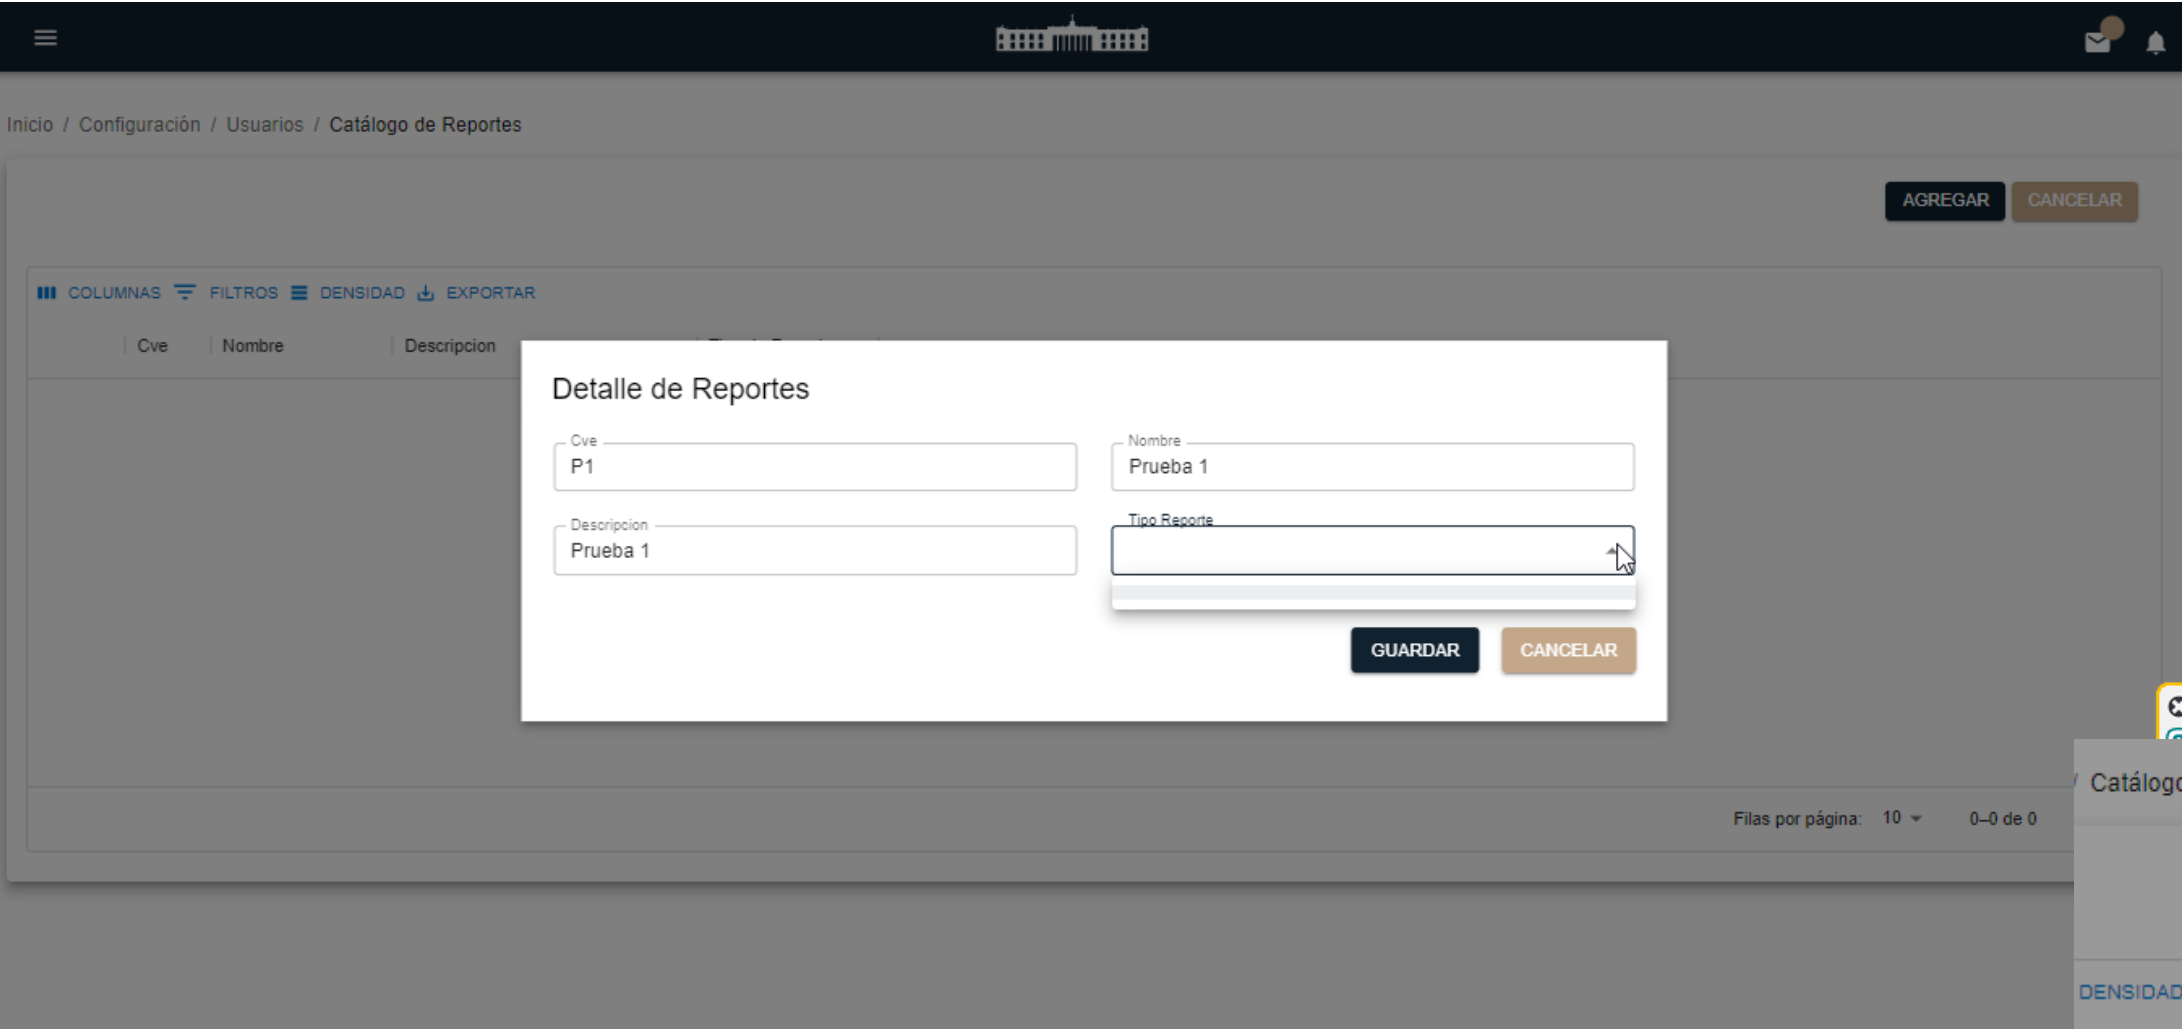 Inicio / Configuración / Usuarios / Catálogo de Reportes
AGREGAR CANCELAR
COLUMNAS FILTROS DENSIDAD EXPORTAR
Cve Nombre Descripcion
Detalle de Reportes
Cve
P1
Nombre
Prueba 1
Descripcion
Prueba 1
Tipo Reporte
GUARDAR CANCELAR
/ Catálogo
Filas por página: 10 0–0 de 0
DENSIDAD